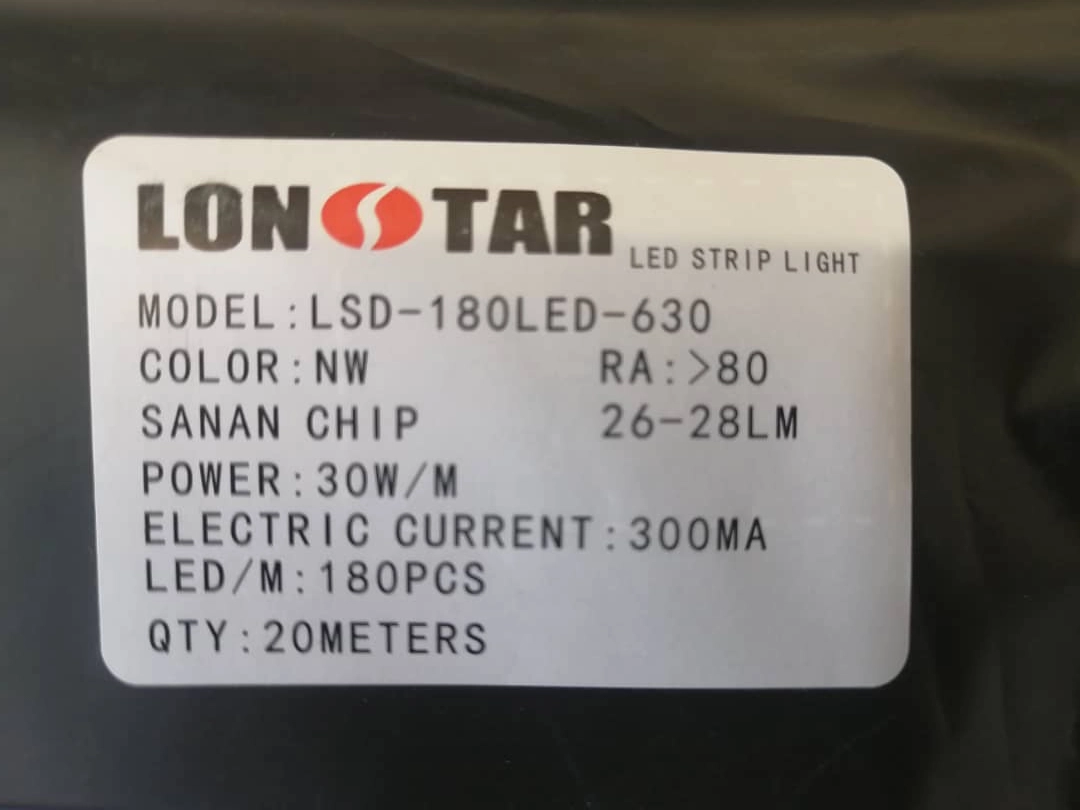 LONSTAR
LED STRIP LIGHT
MODEL:LSD-180LED-630
COLOR:NW RA:>80
SANAN CHIP 26-28LM
POWER:30W/M
ELECTRIC CURRENT:300MA
LED/M:180PCS
QTY:20METERS